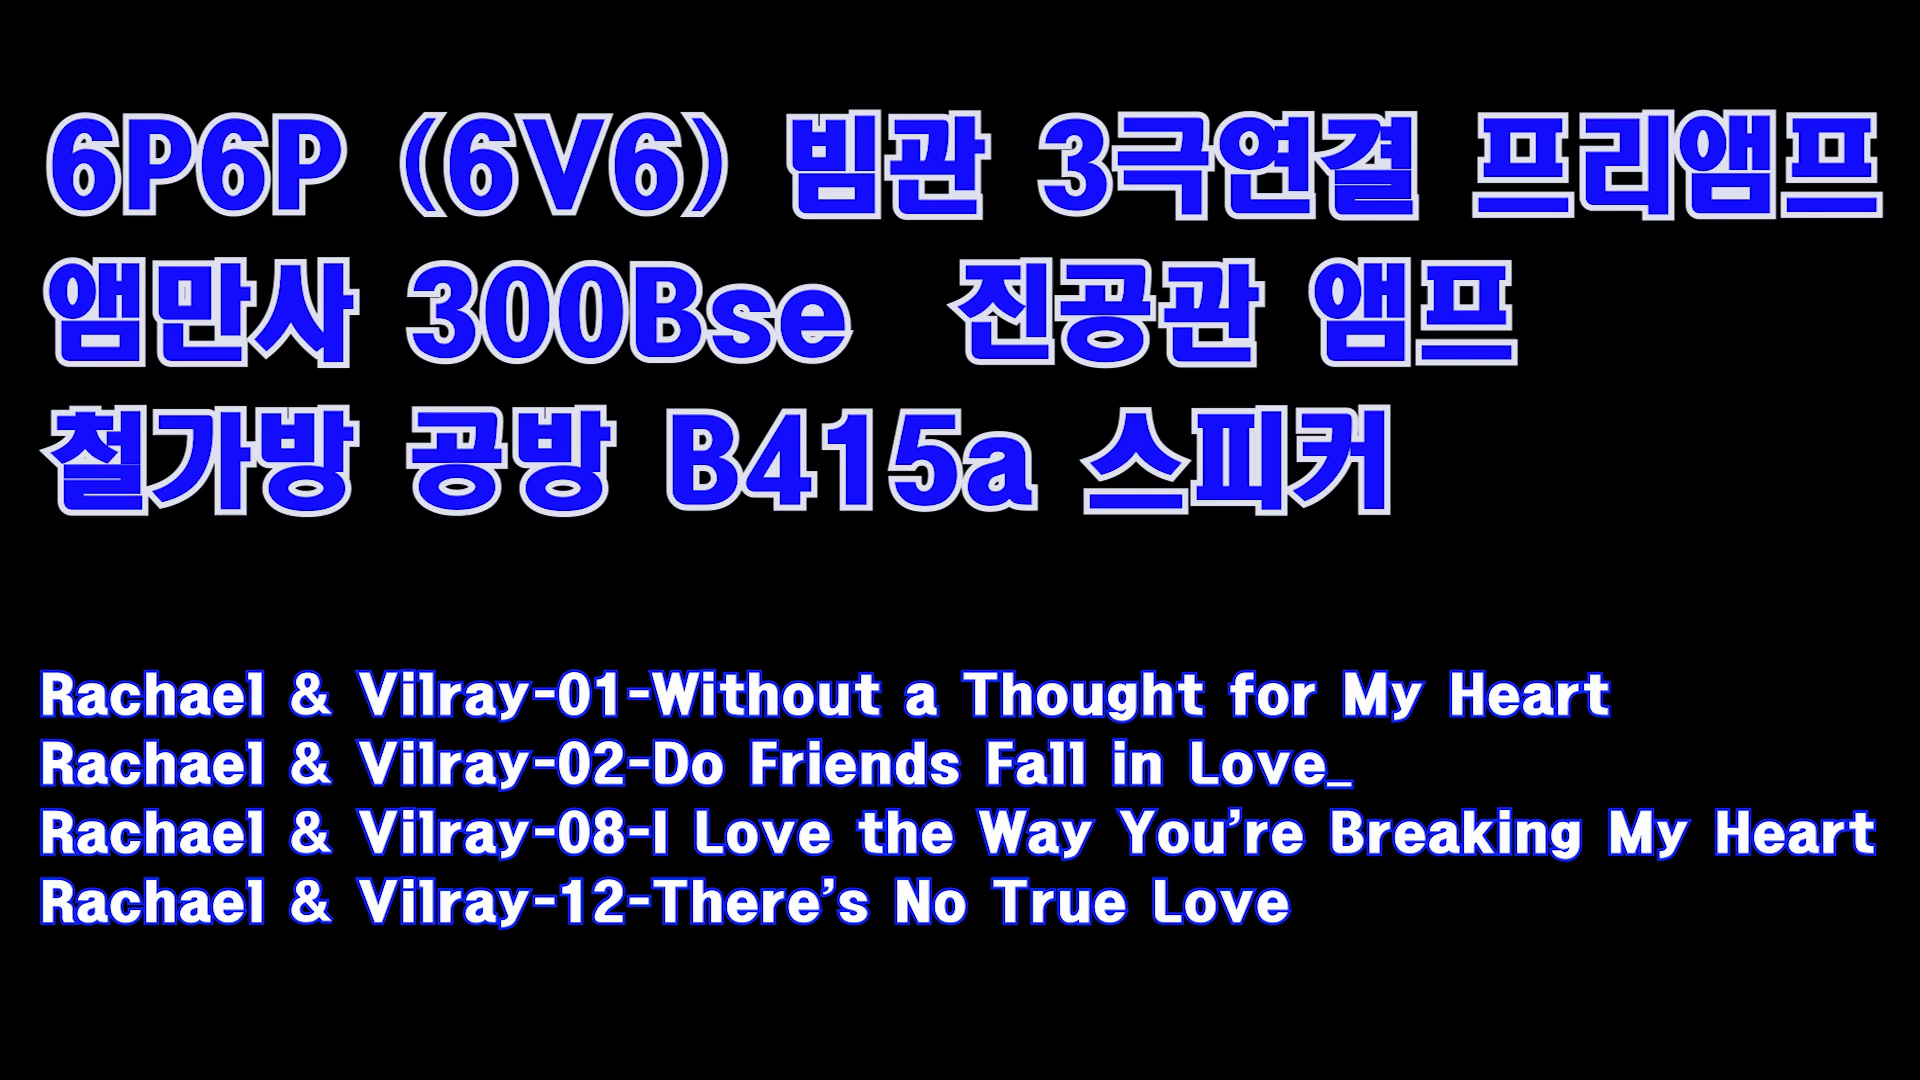 6P6P (6V6) 빔관 3극연결 프리앰프
앰만사 300Bse  진공관 앰프
철가방 공방 B415a 스피커
Rachael & Vilray-01-Without a Thought for My Heart
Rachael & Vilray-02-Do Friends Fall in Love_
Rachael & Vilray-08-I Love the Way You’re Breaking My Heart
Rachael & Vilray-12-There’s No True Love